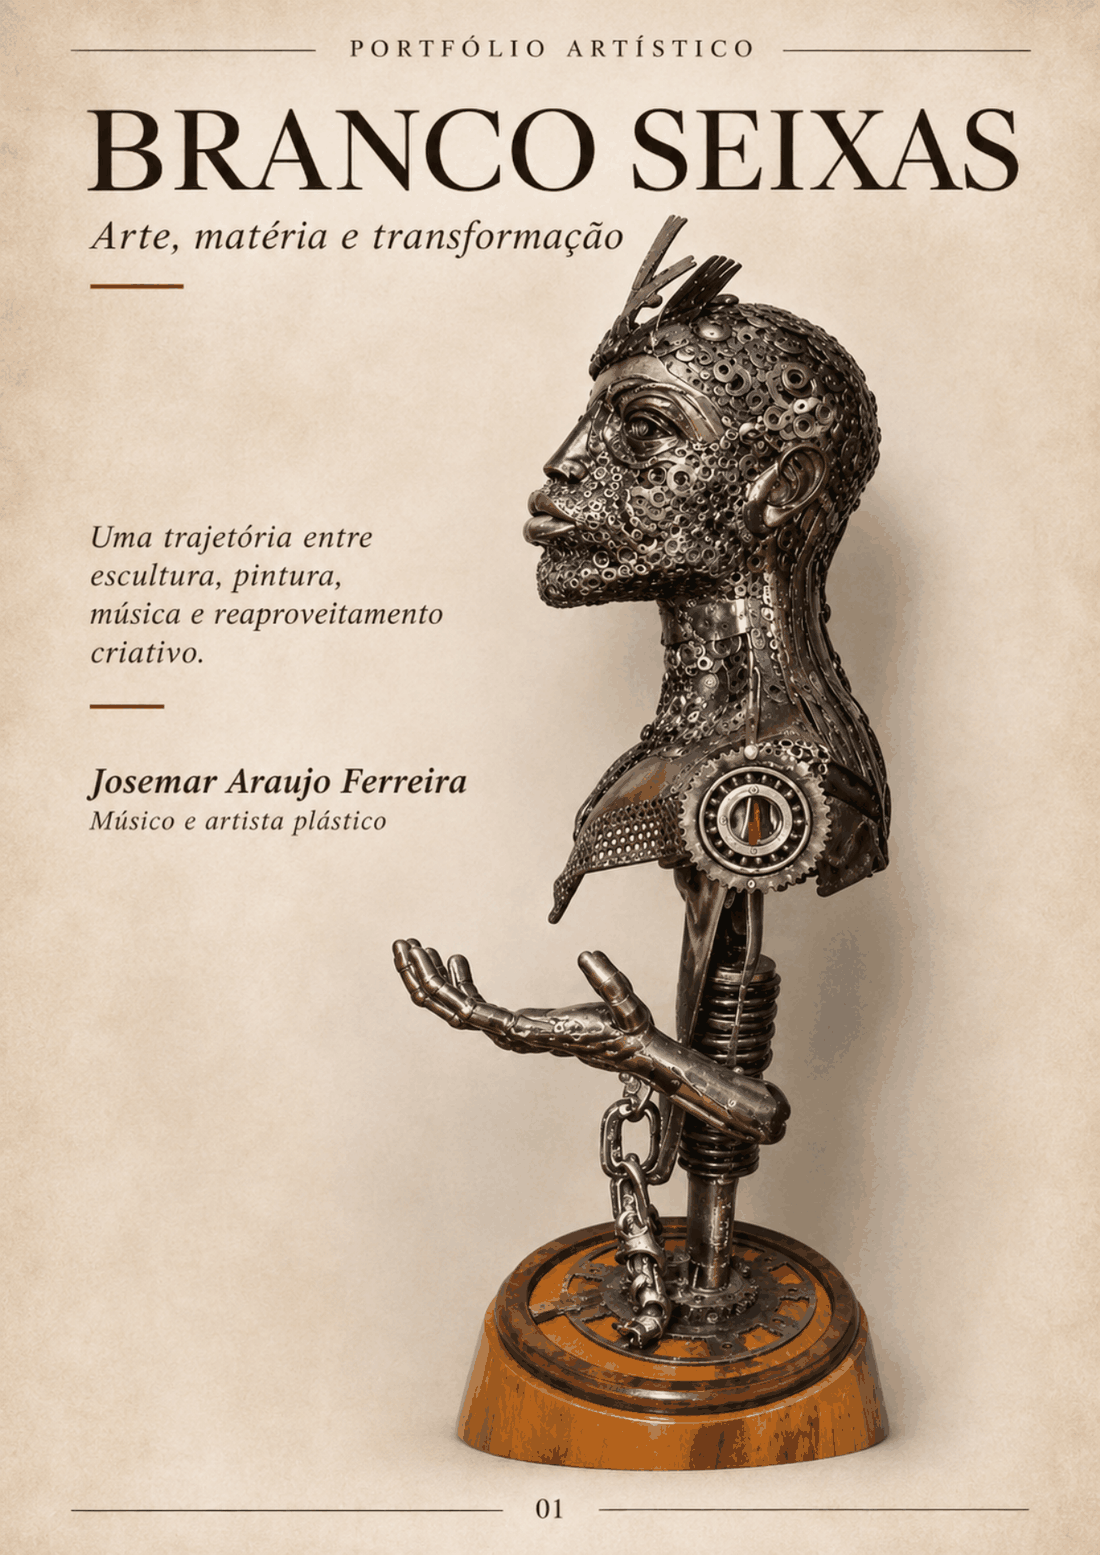 PORTFÓLIO ARTÍSTICO
BRANCO SEIXAS
Arte, matéria e transformação
Uma trajetória entre
escultura, pintura,
música e reaproveitamento
criativo.
Josemar Araujo Ferreira
Músico e artista plástico
01